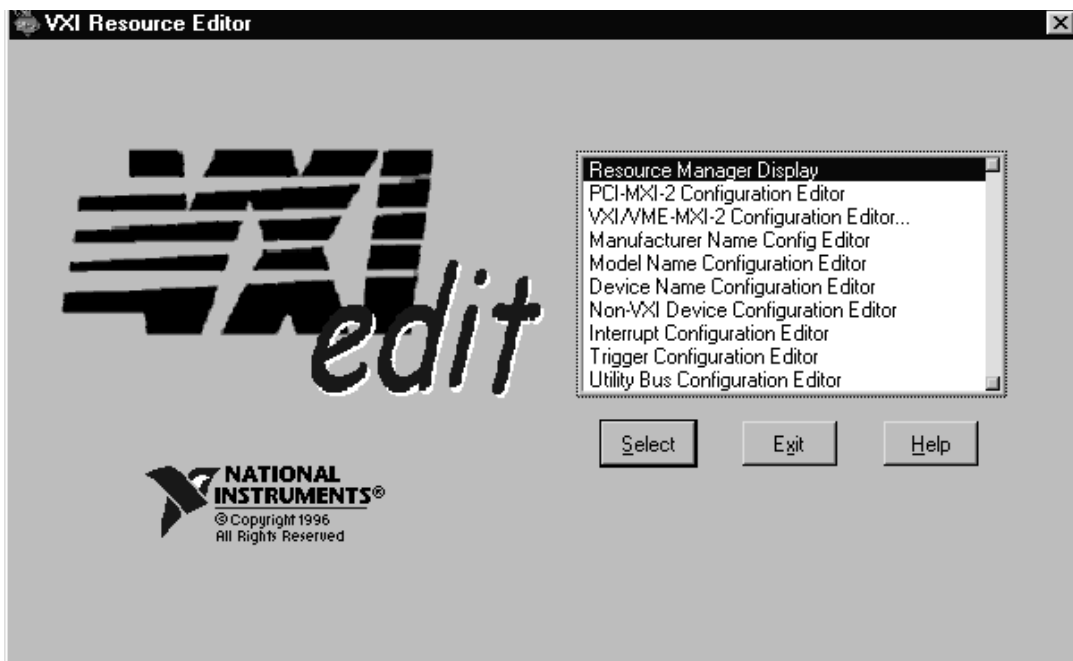 VXI Resource Editor
VXI
edit
Resource Manager Display
PCI-MXI-2 Configuration Editor
VXI/VME-MXI-2 Configuration Editor...
Manufacturer Name Config Editor
Model Name Configuration Editor
Device Name Configuration Editor
Non-VXI Device Configuration Editor
Interrupt Configuration Editor
Trigger Configuration Editor
Utility Bus Configuration Editor
Select Exit Help
NATIONAL
INSTRUMENTS®
© Copyright 1996
All Rights Reserved